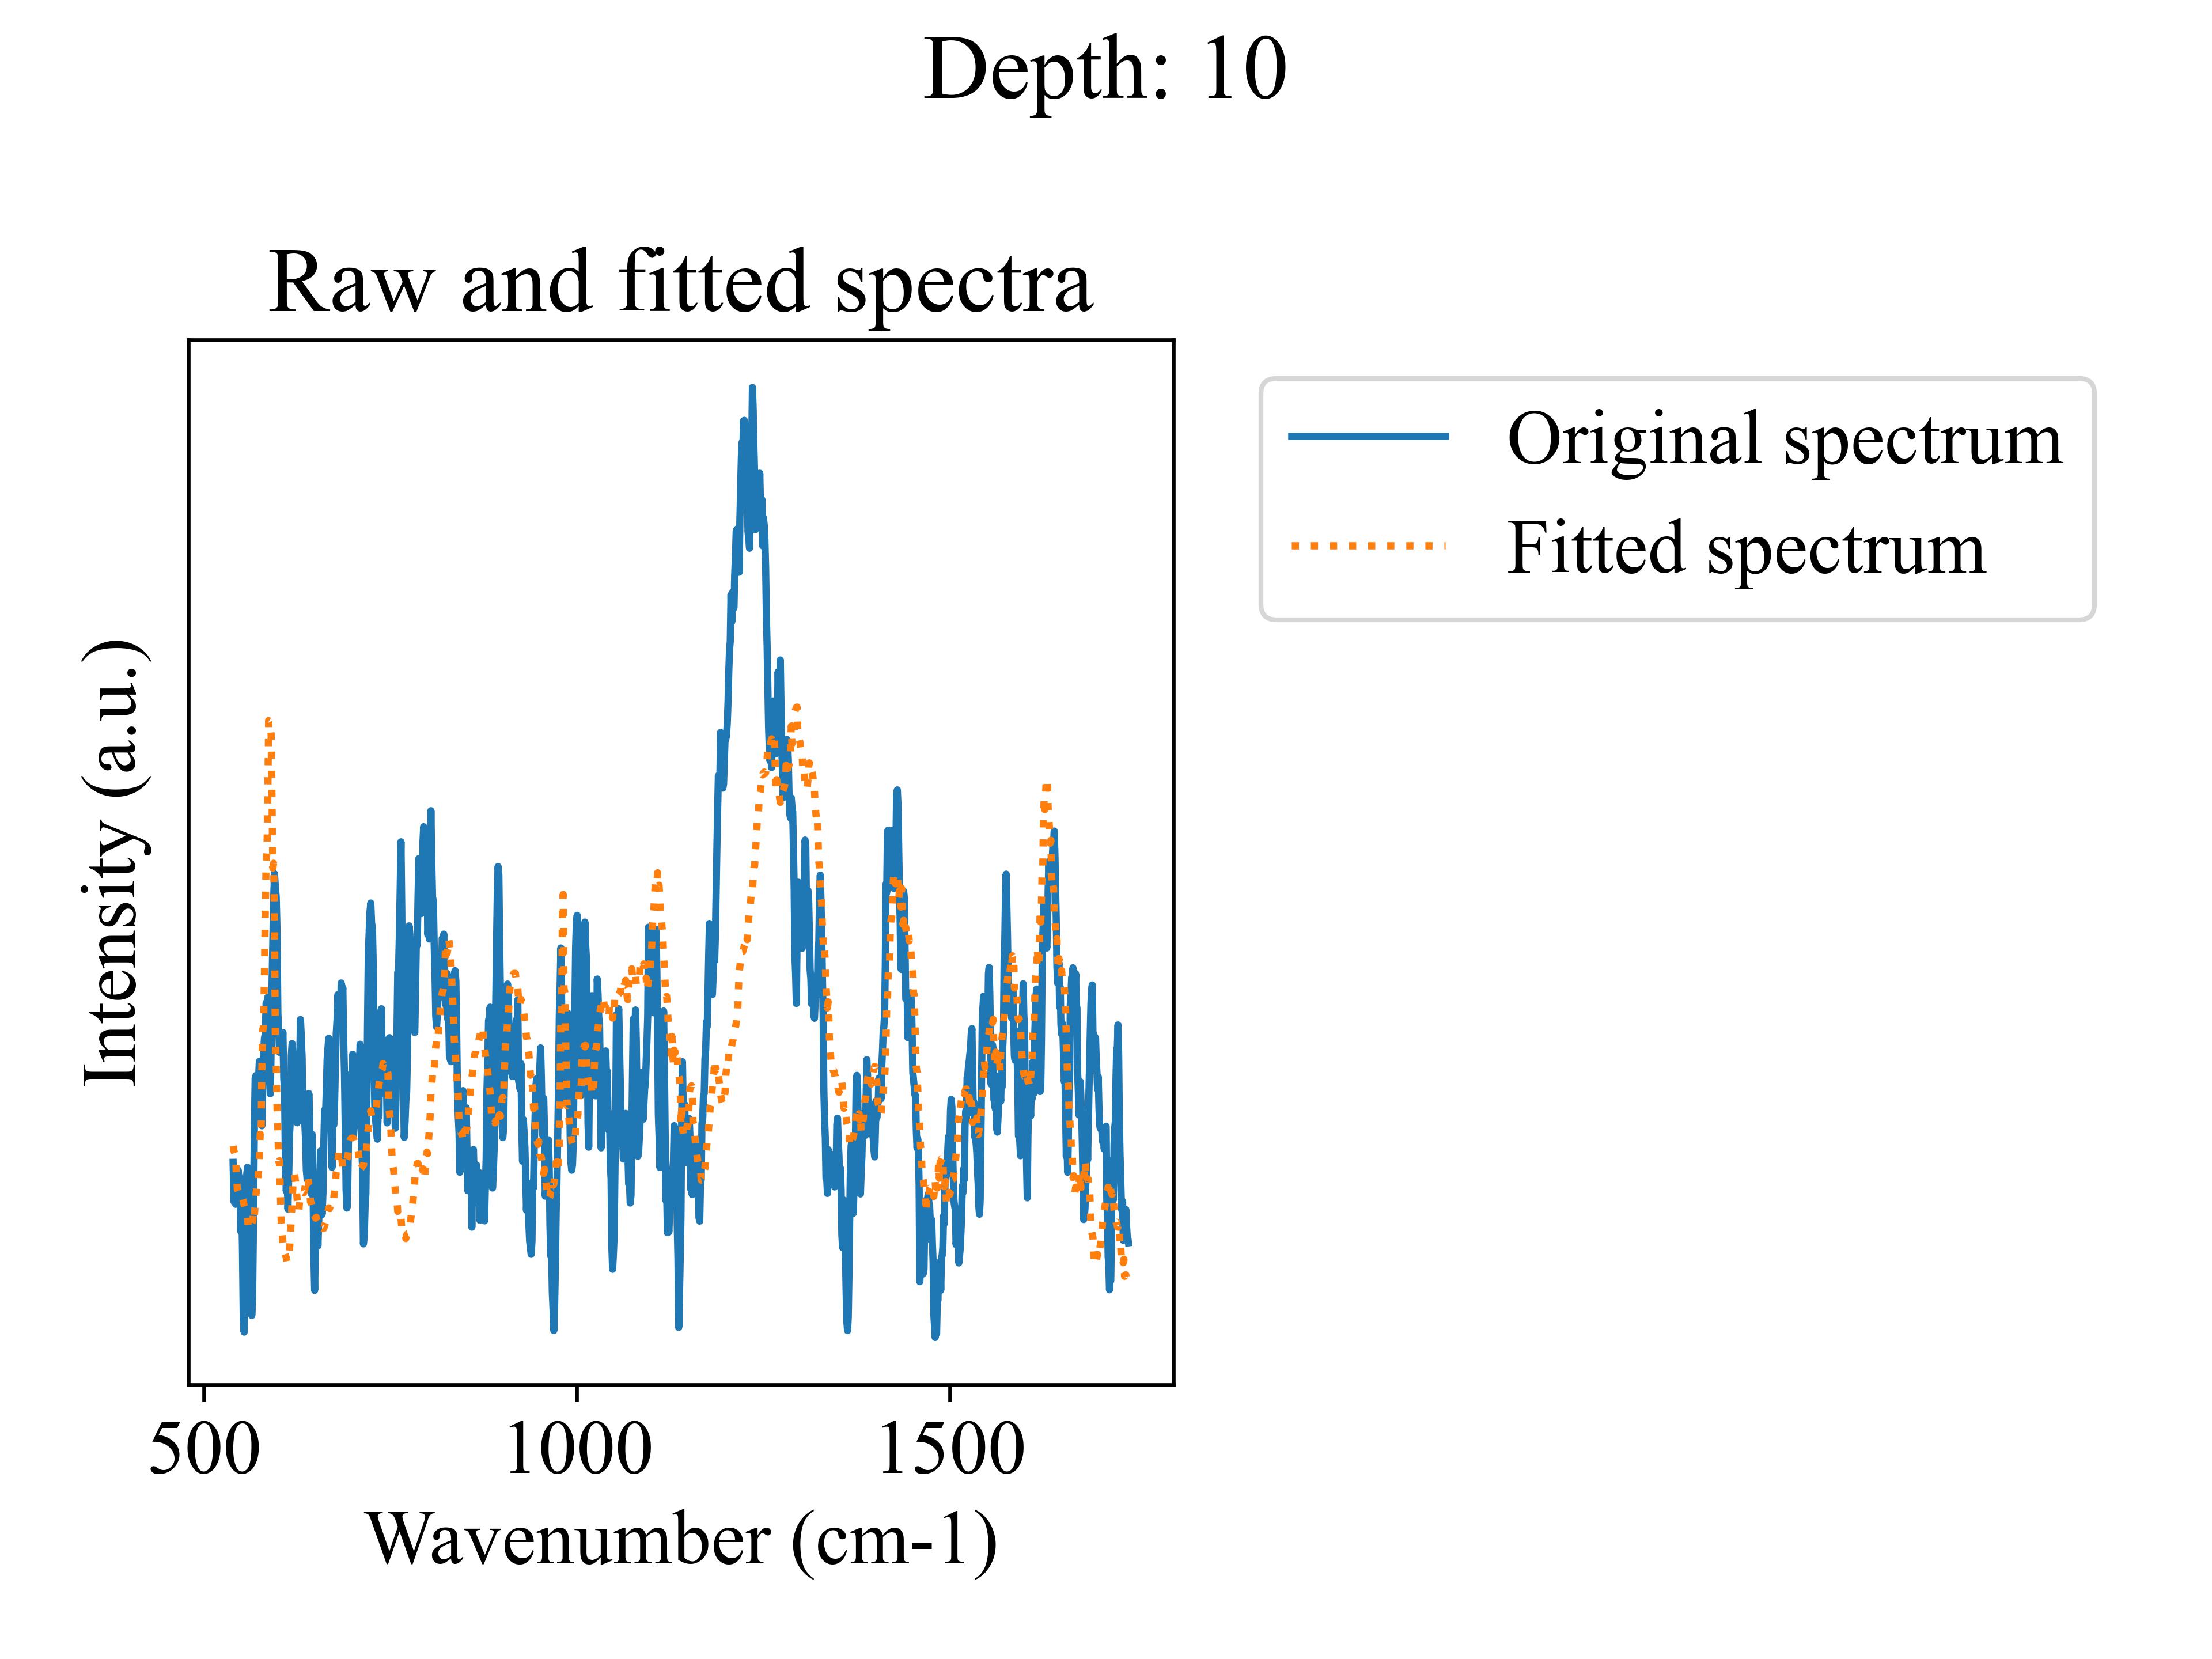 Depth: 10
Raw and fitted spectra
Original spectrum
Fitted spectrum
Intensity (a.u.)
500 1000 1500
Wavenumber (cm-1)